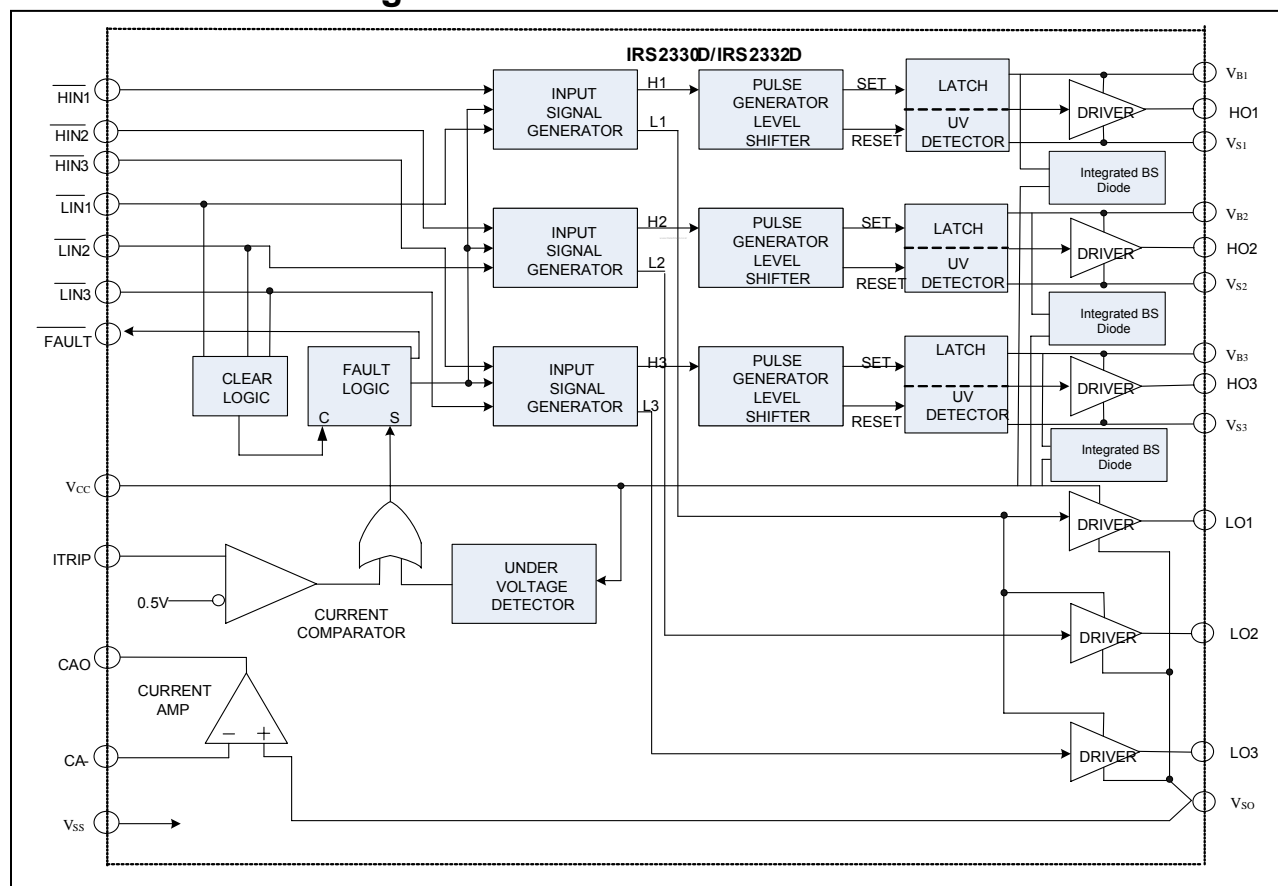 IRS2330D/IRS2332D
HIN1
HIN2
HIN3
LIN1
LIN2
LIN3
FAULT
VCC
ITRIP
0.5V
CAO
CA-
VSS
CLEAR
LOGIC
FAULT
LOGIC
C
S
INPUT
SIGNAL
GENERATOR
H1
L1
PULSE
GENERATOR
LEVEL
SHIFTER
SET
RESET
LATCH
UV
DETECTOR
DRIVER
Integrated BS
Diode
VB1
HO1
VS1
INPUT
SIGNAL
GENERATOR
H2
L2
PULSE
GENERATOR
LEVEL
SHIFTER
SET
RESET
LATCH
UV
DETECTOR
DRIVER
Integrated BS
Diode
VB2
HO2
VS2
INPUT
SIGNAL
GENERATOR
H3
L3
PULSE
GENERATOR
LEVEL
SHIFTER
SET
RESET
LATCH
UV
DETECTOR
DRIVER
Integrated BS
Diode
VB3
HO3
VS3
CURRENT
COMPARATOR
UNDER
VOLTAGE
DETECTOR
CURRENT
AMP
–
+
DRIVER
LO1
DRIVER
LO2
DRIVER
LO3
VSO